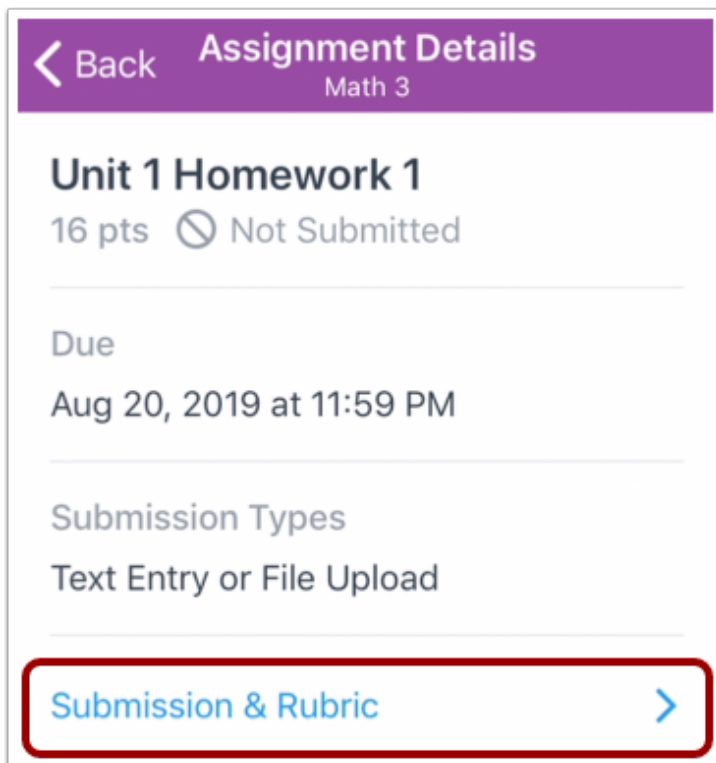 Back
Assignment Details
Math 3
Unit 1 Homework 1
16 pts Not Submitted
Due
Aug 20, 2019 at 11:59 PM
Submission Types
Text Entry or File Upload
Submission & Rubric